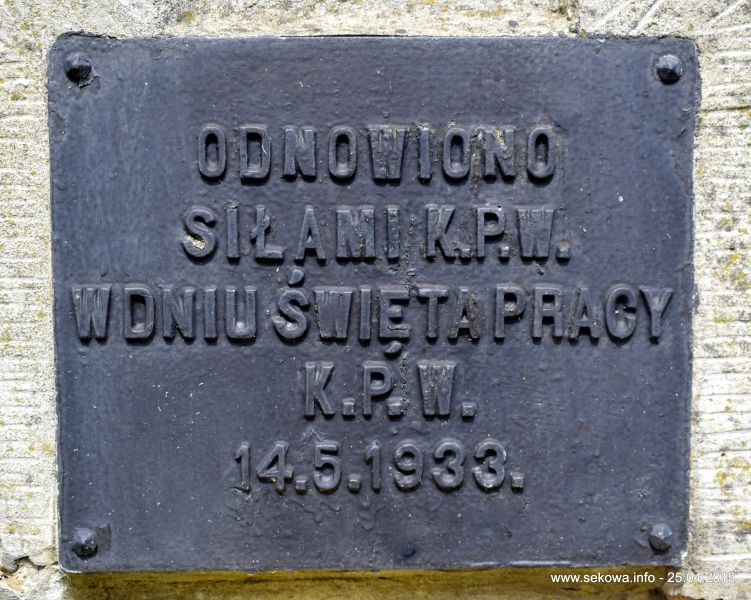 ODNOWIONO
SIŁAMI K.P.W.
W DNIU ŚWIĘTA PRACY
K.P.W.
14.5.1933.
www.sekowa.info - 25.04.2019